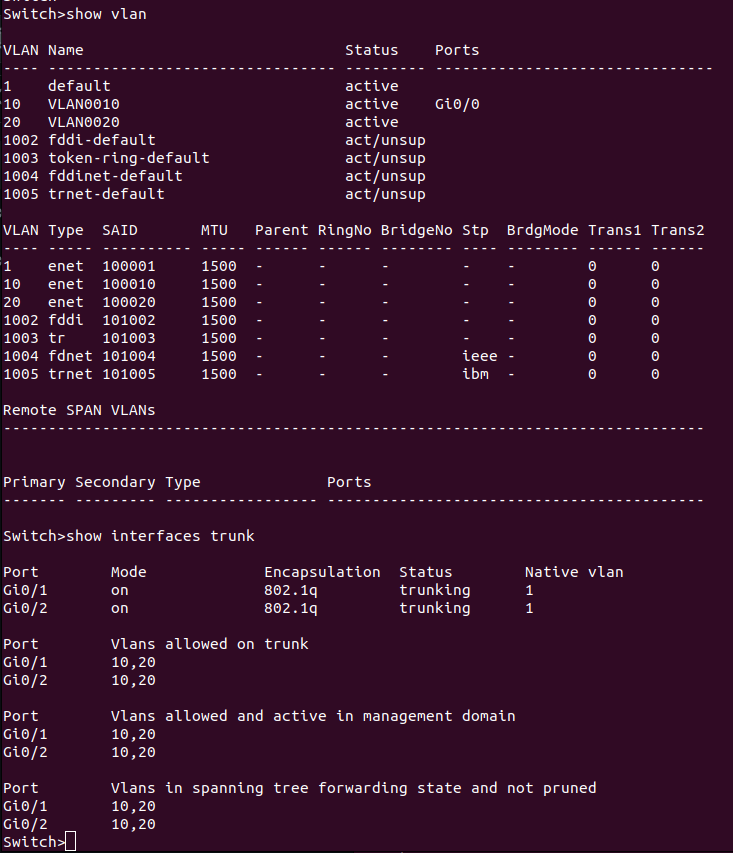 Switch>show vlan
VLAN Name                             Status    Ports
---- -------------------------------- --------- -------------------------------
1    default                          active
10   VLAN0010                         active    Gi0/0
20   VLAN0020                         active
1002 fddi-default                     act/unsup
1003 token-ring-default               act/unsup
1004 fddinet-default                  act/unsup
1005 trnet-default                    act/unsup
VLAN Type  SAID       MTU   Parent RingNo BridgeNo Stp  BrdgMode Trans1 Trans2
---- ----- ---------- ----- ------ ------ -------- ---- -------- ------ ------
1    enet  100001     1500  -      -      -        -    -        0      0
10   enet  100010     1500  -      -      -        -    -        0      0
20   enet  100020     1500  -      -      -        -    -        0      0
1002 fddi  101002     1500  -      -      -        -    -        0      0
1003 tr    101003     1500  -      -      -        -    -        0      0
1004 fdnet 101004     1500  -      -      -        ieee -        0      0
1005 trnet 101005     1500  -      -      -        ibm  -        0      0
Remote SPAN VLANs
------------------------------------------------------------------------------
Primary Secondary Type              Ports
------- --------- ----------------- ------------------------------------------
Switch>show interfaces trunk
Port        Mode             Encapsulation  Status        Native vlan
Gi0/1       on               802.1q         trunking      1
Gi0/2       on               802.1q         trunking      1
Port        Vlans allowed on trunk
Gi0/1       10,20
Gi0/2       10,20
Port        Vlans allowed and active in management domain
Gi0/1       10,20
Gi0/2       10,20
Port        Vlans in spanning tree forwarding state and not pruned
Gi0/1       10,20
Gi0/2       10,20
Switch>